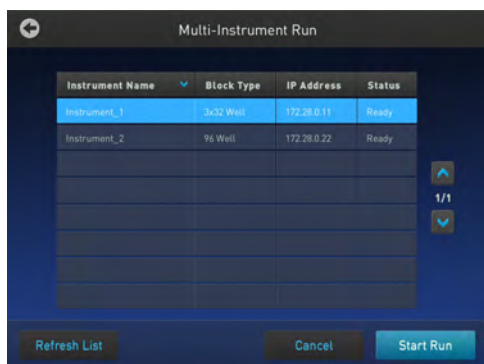 Multi-Instrument Run
Instrument Name Block Type IP Address Status
Instrument_1 3x32 Well 172.28.0.11 Ready
Instrument_2 96 Well 172.28.0.22 Ready
1/1
Refresh List Cancel Start Run